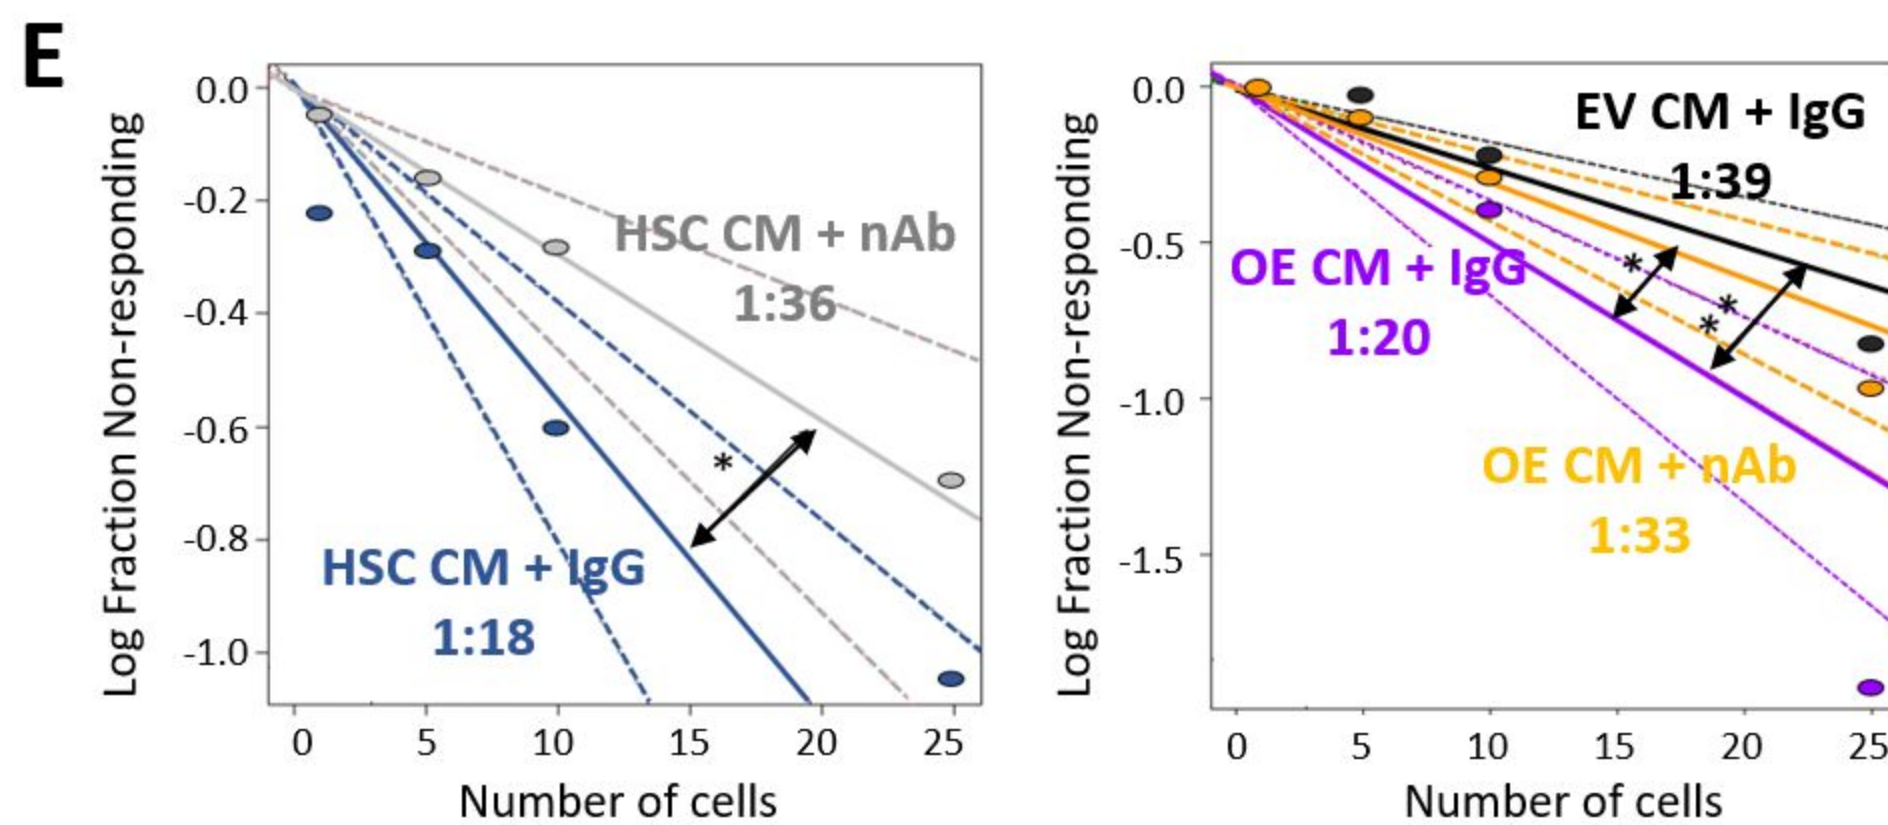 E
Log Fraction Non-responding
0.0
-0.2
-0.4
-0.6
-0.8
-1.0
HSC CM + nAb
1:36
*
HSC CM + IgG
1:18
0 5 10 15 20 25
Number of cells
Log Fraction Non-responding
0.0
-0.5
-1.0
-1.5
EV CM + IgG
1:39
OE CM + IgG
1:20
*
*
*
OE CM + nAb
1:33
0 5 10 15 20 25
Number of cells